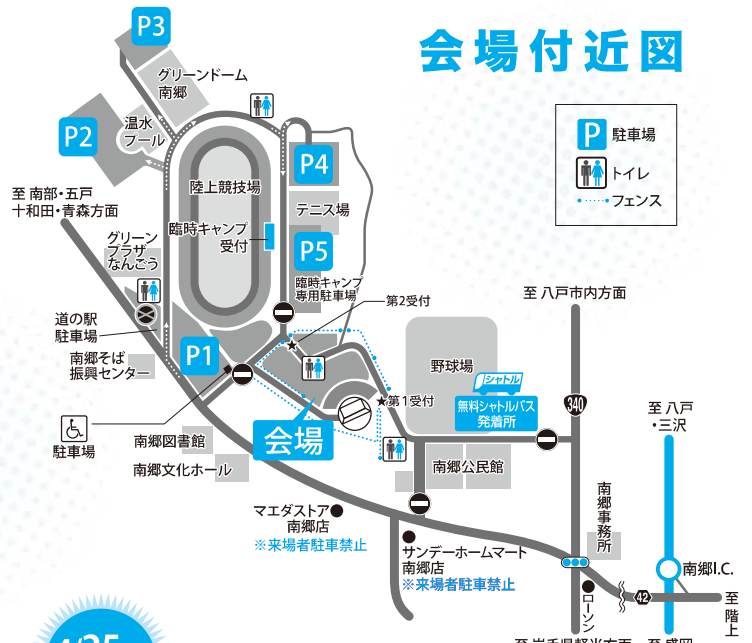 会場付近図
P3
グリーンドーム
南郷
P2
温水
プール
P 駐車場
トイレ
フェンス
P4
陸上競技場
至 南部・五戸
十和田・青森方面
テニス場
臨時キャンプ
受付
グリーン
プラザ
なんごう
P5
臨時キャンプ
専用駐車場
至 八戸市内方面
第2受付
道の駅
駐車場
P1
野球場
南郷そば
振興センター
シャトル
無料シャトルバス
発着所
第1受付
340
至 八戸
・三沢
駐車場
会場
南郷図書館
南郷文化ホール
南郷公民館
南郷事務所
マエダストア
南郷店
※来場者駐車禁止
サンデーホームマート
南郷店
※来場者駐車禁止
南郷I.C.
42
ローソン
至 階上